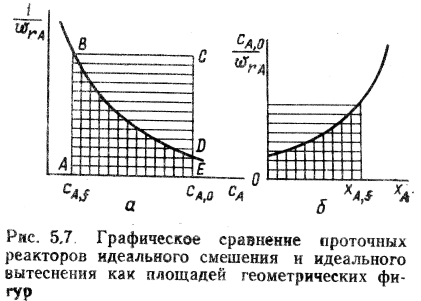 1/w_rA
B
C
D
A
E
c_A,f
c_A,0
c_A
а
c_A,0/w_rA
0
x_A,f
x_A
б
Рис. 5.7. Графическое сравнение проточных
реакторов идеального смешения и идеального
вытеснения как площадей геометрических фи-
гур